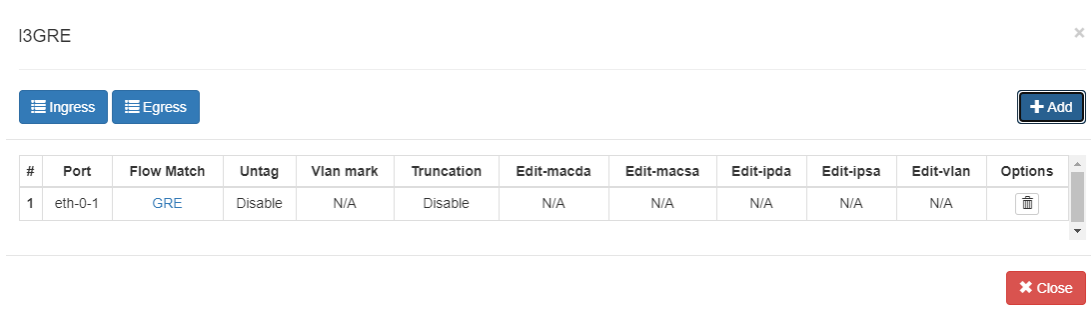 l3GRE
×
Ingress Egress
Add
# Port Flow Match Untag Vlan mark Truncation Edit-macda Edit-macsa Edit-ipda Edit-ipsa Edit-vlan Options
1 eth-0-1 GRE Disable N/A Disable N/A N/A N/A N/A N/A
Close